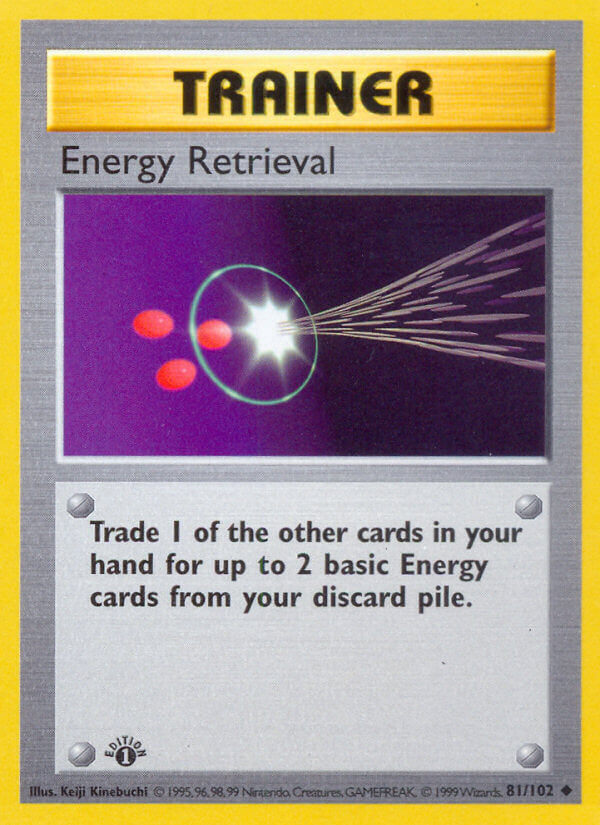 TRAINER
Energy Retrieval
Trade 1 of the other cards in your
hand for up to 2 basic Energy
cards from your discard pile.
EDITION
1
Illus. Keiji Kinebuchi © 1995, 96, 98, 99 Nintendo, Creatures, GAMEFREAK. © 1999 Wizards. 81/102